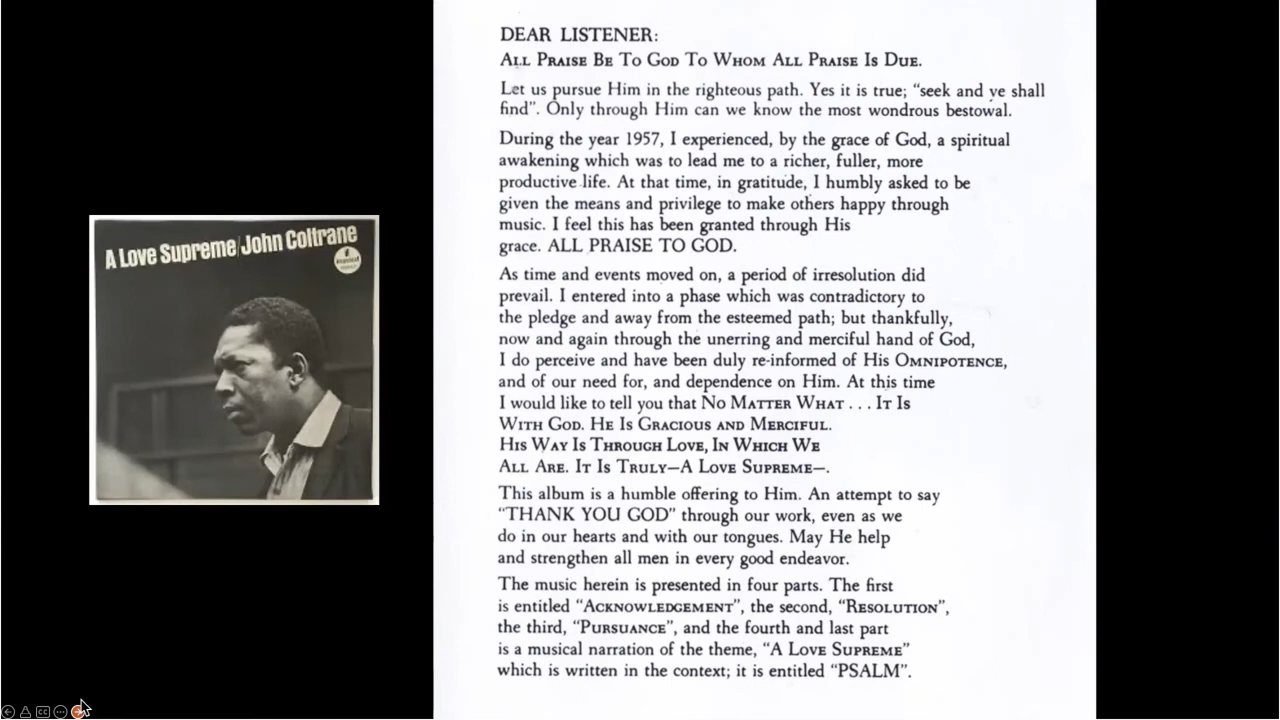 A Love Supreme/John Coltrane
impulse!
DEAR LISTENER:
ALL PRAISE BE TO GOD TO WHOM ALL PRAISE IS DUE.
Let us pursue Him in the righteous path. Yes it is true; “seek and ye shall
find”. Only through Him can we know the most wondrous bestowal.
During the year 1957, I experienced, by the grace of God, a spiritual
awakening which was to lead me to a richer, fuller, more
productive life. At that time, in gratitude, I humbly asked to be
given the means and privilege to make others happy through
music. I feel this has been granted through His
grace. ALL PRAISE TO GOD.
As time and events moved on, a period of irresolution did
prevail. I entered into a phase which was contradictory to
the pledge and away from the esteemed path; but thankfully,
now and again through the unerring and merciful hand of God,
I do perceive and have been duly re-informed of His OMNIPOTENCE,
and of our need for, and dependence on Him. At this time
I would like to tell you that NO MATTER WHAT . . . IT IS
WITH GOD. HE IS GRACIOUS AND MERCIFUL.
HIS WAY IS THROUGH LOVE, IN WHICH WE
ALL ARE. IT IS TRULY—A LOVE SUPREME—.
This album is a humble offering to Him. An attempt to say
“THANK YOU GOD” through our work, even as we
do in our hearts and with our tongues. May He help
and strengthen all men in every good endeavor.
The music herein is presented in four parts. The first
is entitled “ACKNOWLEDGEMENT”, the second, “RESOLUTION”,
the third, “PURSUANCE”, and the fourth and last part
is a musical narration of the theme, “A LOVE SUPREME”
which is written in the context; it is entitled “PSALM”.